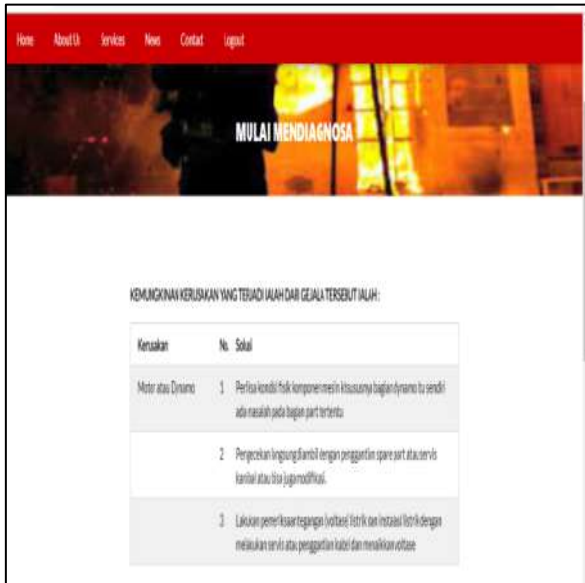 Home About Us Services News Contact Logout
MULAI MENDIAGNOSA
KEMUNGKINAN KERUSAKAN YANG TERJADI IALAH DARI GEJALA TERSEBUT IALAH :
Kerusakan No. Solusi
Motor atau Dynamo 1 Periksa kondisi fisik komponen mesin khususnya bagian dynamo itu sendiri
ada masalah pada bagian part tertentu
2 Pengecekan langsung diambil dengan penggantian spare part atau servis
kanibal atau bisa juga modifikasi.
3 Lakukan pemeriksaan tegangan (voltase) listrik dan instalasi listrik dengan
melakukan servis atau penggantian kabel dan menaikkan voltase